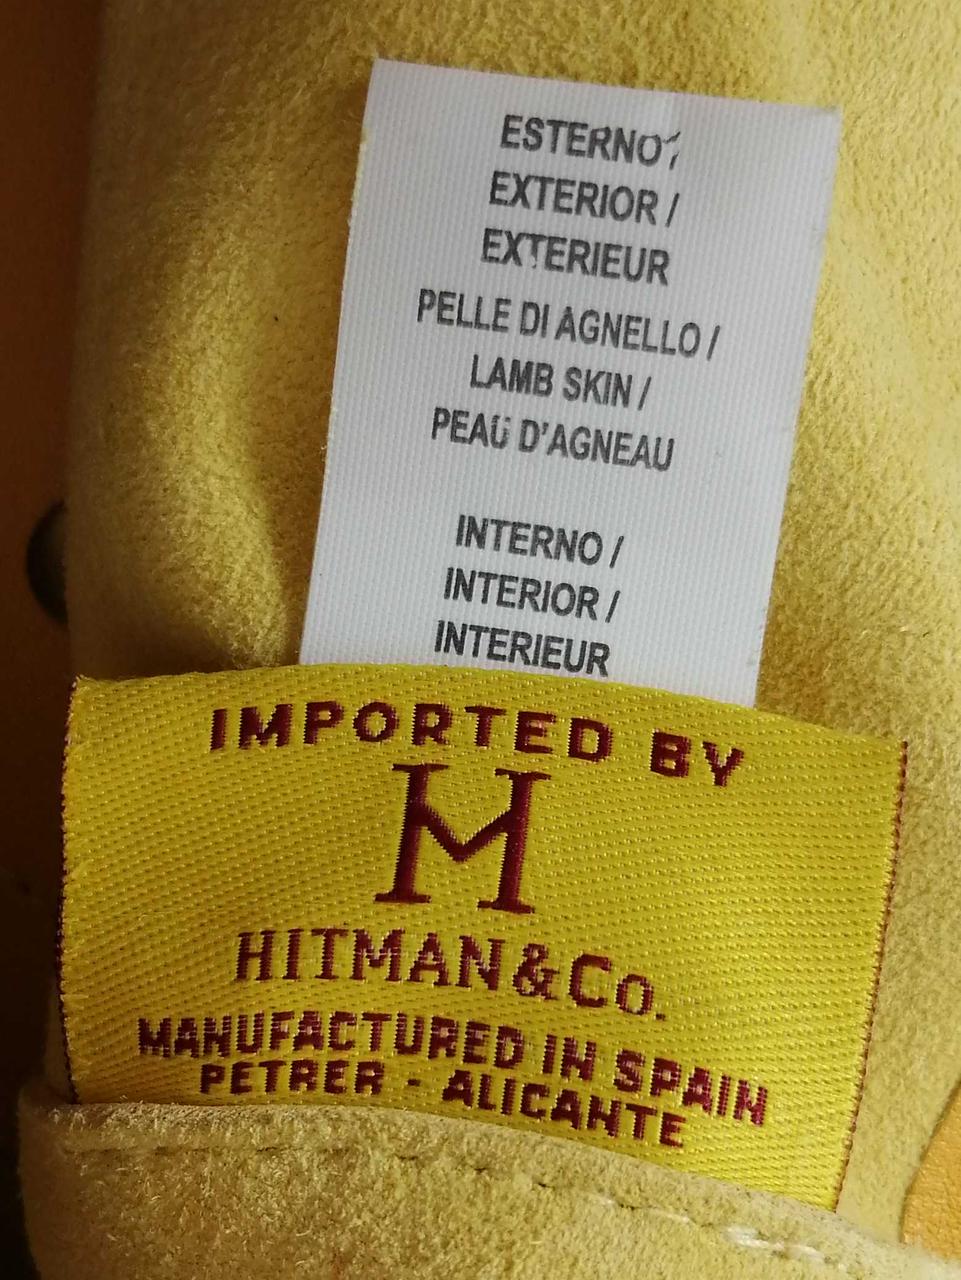 ESTERNO /
EXTERIOR /
EXTERIEUR
PELLE DI AGNELLO /
LAMB SKIN /
PEAU D'AGNEAU
INTERNO /
INTERIOR /
INTERIEUR
IMPORTED BY
H
HITMAN & Co.
MANUFACTURED IN SPAIN
PETRER - ALICANTE